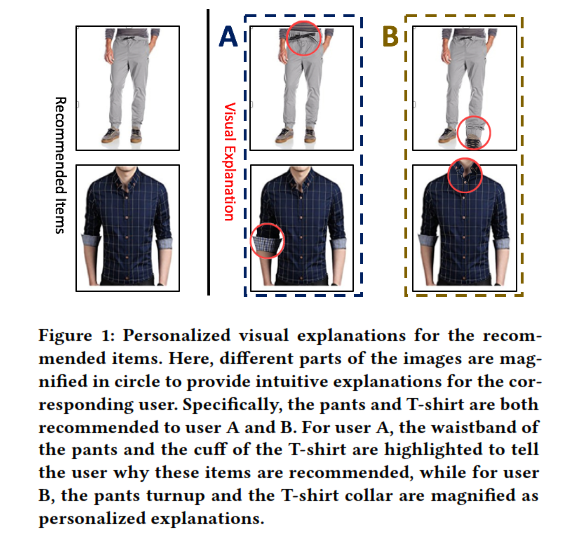 A
B
Recommended Items
Visual Explanation
Figure 1: Personalized visual explanations for the recom-
mended items. Here, different parts of the images are mag-
nified in circle to provide intuitive explanations for the cor-
responding user. Specifically, the pants and T-shirt are both
recommended to user A and B. For user A, the waistband of
the pants and the cuff of the T-shirt are highlighted to tell
the user why these items are recommended, while for user
B, the pants turnup and the T-shirt collar are magnified as
personalized explanations.